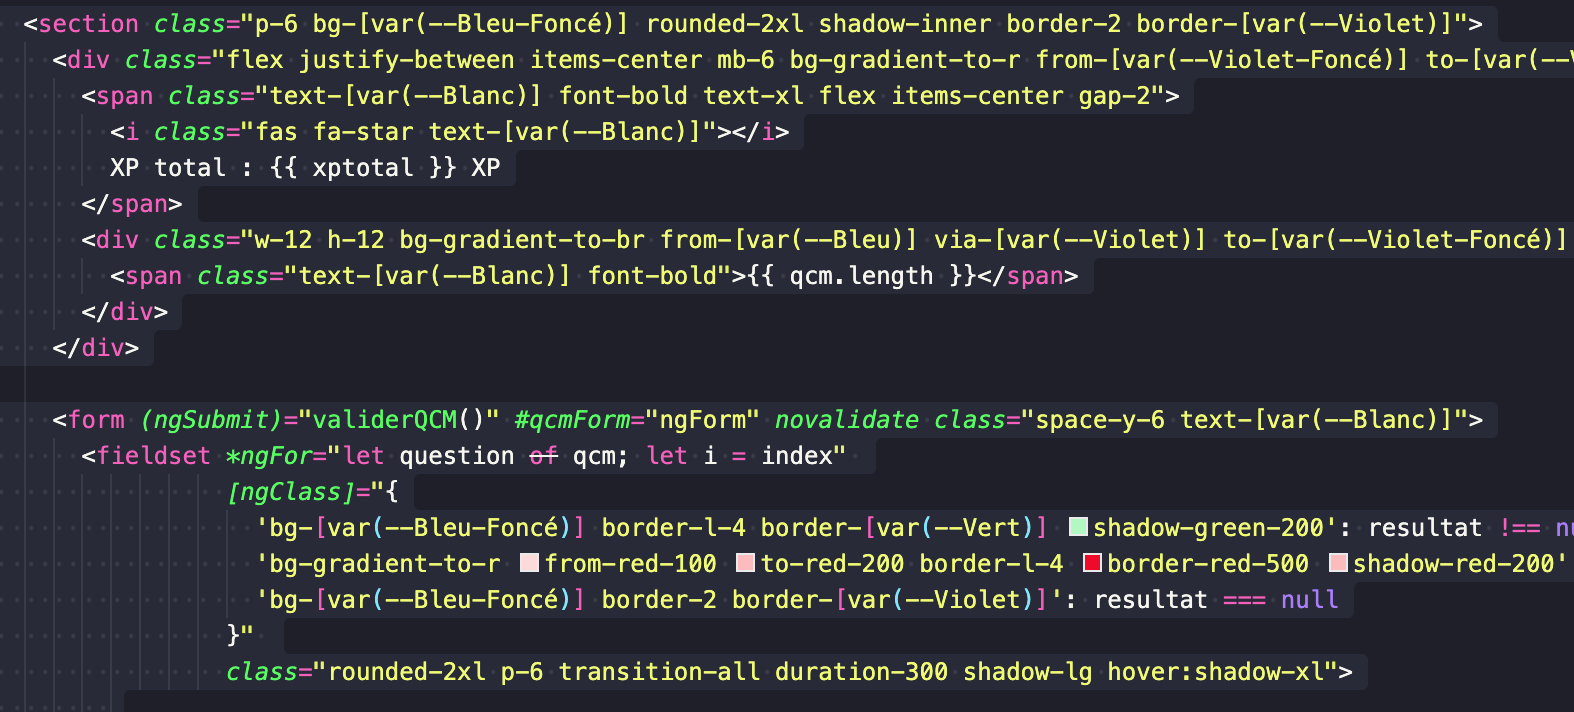 <section class="p-6 bg-[var(--Bleu-Foncé)] rounded-2xl shadow-inner border-2 border-[var(--Violet)]">
<div class="flex justify-between items-center mb-6 bg-gradient-to-r from-[var(--Violet-Foncé)] to-[var(--
<span class="text-[var(--Blanc)] font-bold text-xl flex items-center gap-2">
<i class="fas fa-star text-[var(--Blanc)]"></i>
XP total : {{ xptotal }} XP
</span>
<div class="w-12 h-12 bg-gradient-to-br from-[var(--Bleu)] via-[var(--Violet)] to-[var(--Violet-Foncé)]
<span class="text-[var(--Blanc)] font-bold">{{ qcm.length }}</span>
</div>
</div>
<form (ngSubmit)="validerQCM()" #qcmForm="ngForm" novalidate class="space-y-6 text-[var(--Blanc)]">
<fieldset *ngFor="let question of qcm; let i = index"
[ngClass]="{
'bg-[var(--Bleu-Foncé)] border-l-4 border-[var(--Vert)] shadow-green-200': resultat !==
'bg-gradient-to-r from-red-100 to-red-200 border-l-4 border-red-500 shadow-red-200'
'bg-[var(--Bleu-Foncé)] border-2 border-[var(--Violet)]': resultat === null
}"
class="rounded-2xl p-6 transition-all duration-300 shadow-lg hover:shadow-xl">